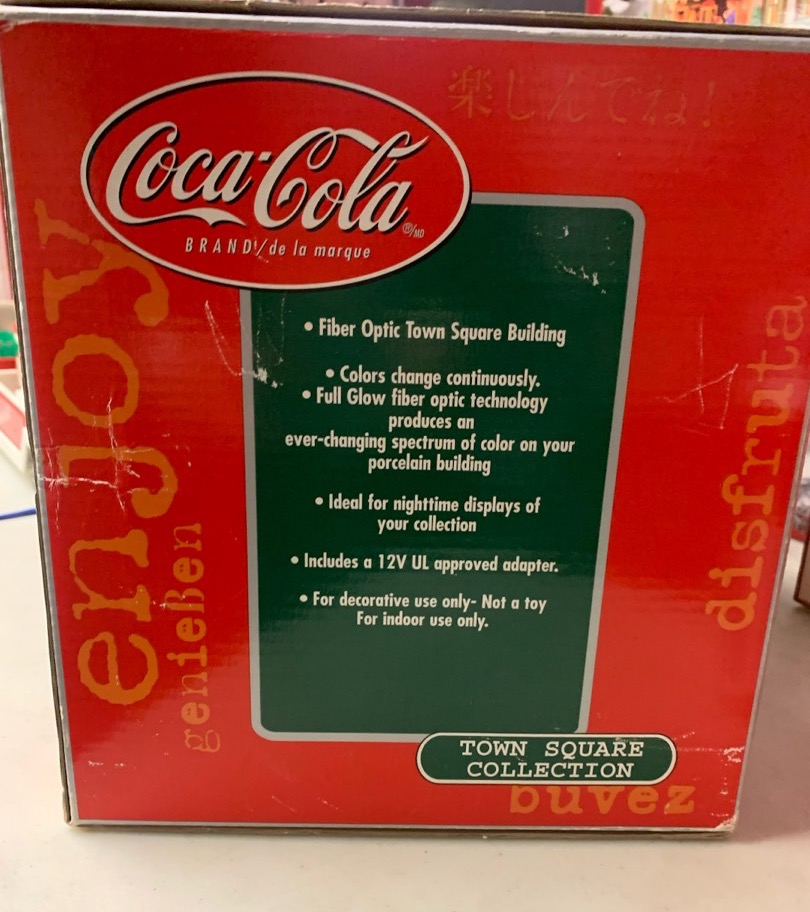 楽しんでね!
Coca-Cola
®/MD
BRAND/de la marque
enjoy
genießen
disfruta
• Fiber Optic Town Square Building
• Colors change continuously.
• Full Glow fiber optic technology
produces an
ever-changing spectrum of color on your
porcelain building
• Ideal for nighttime displays of
your collection
• Includes a 12V UL approved adapter.
• For decorative use only- Not a toy
For indoor use only.
TOWN SQUARE
COLLECTION
buvez